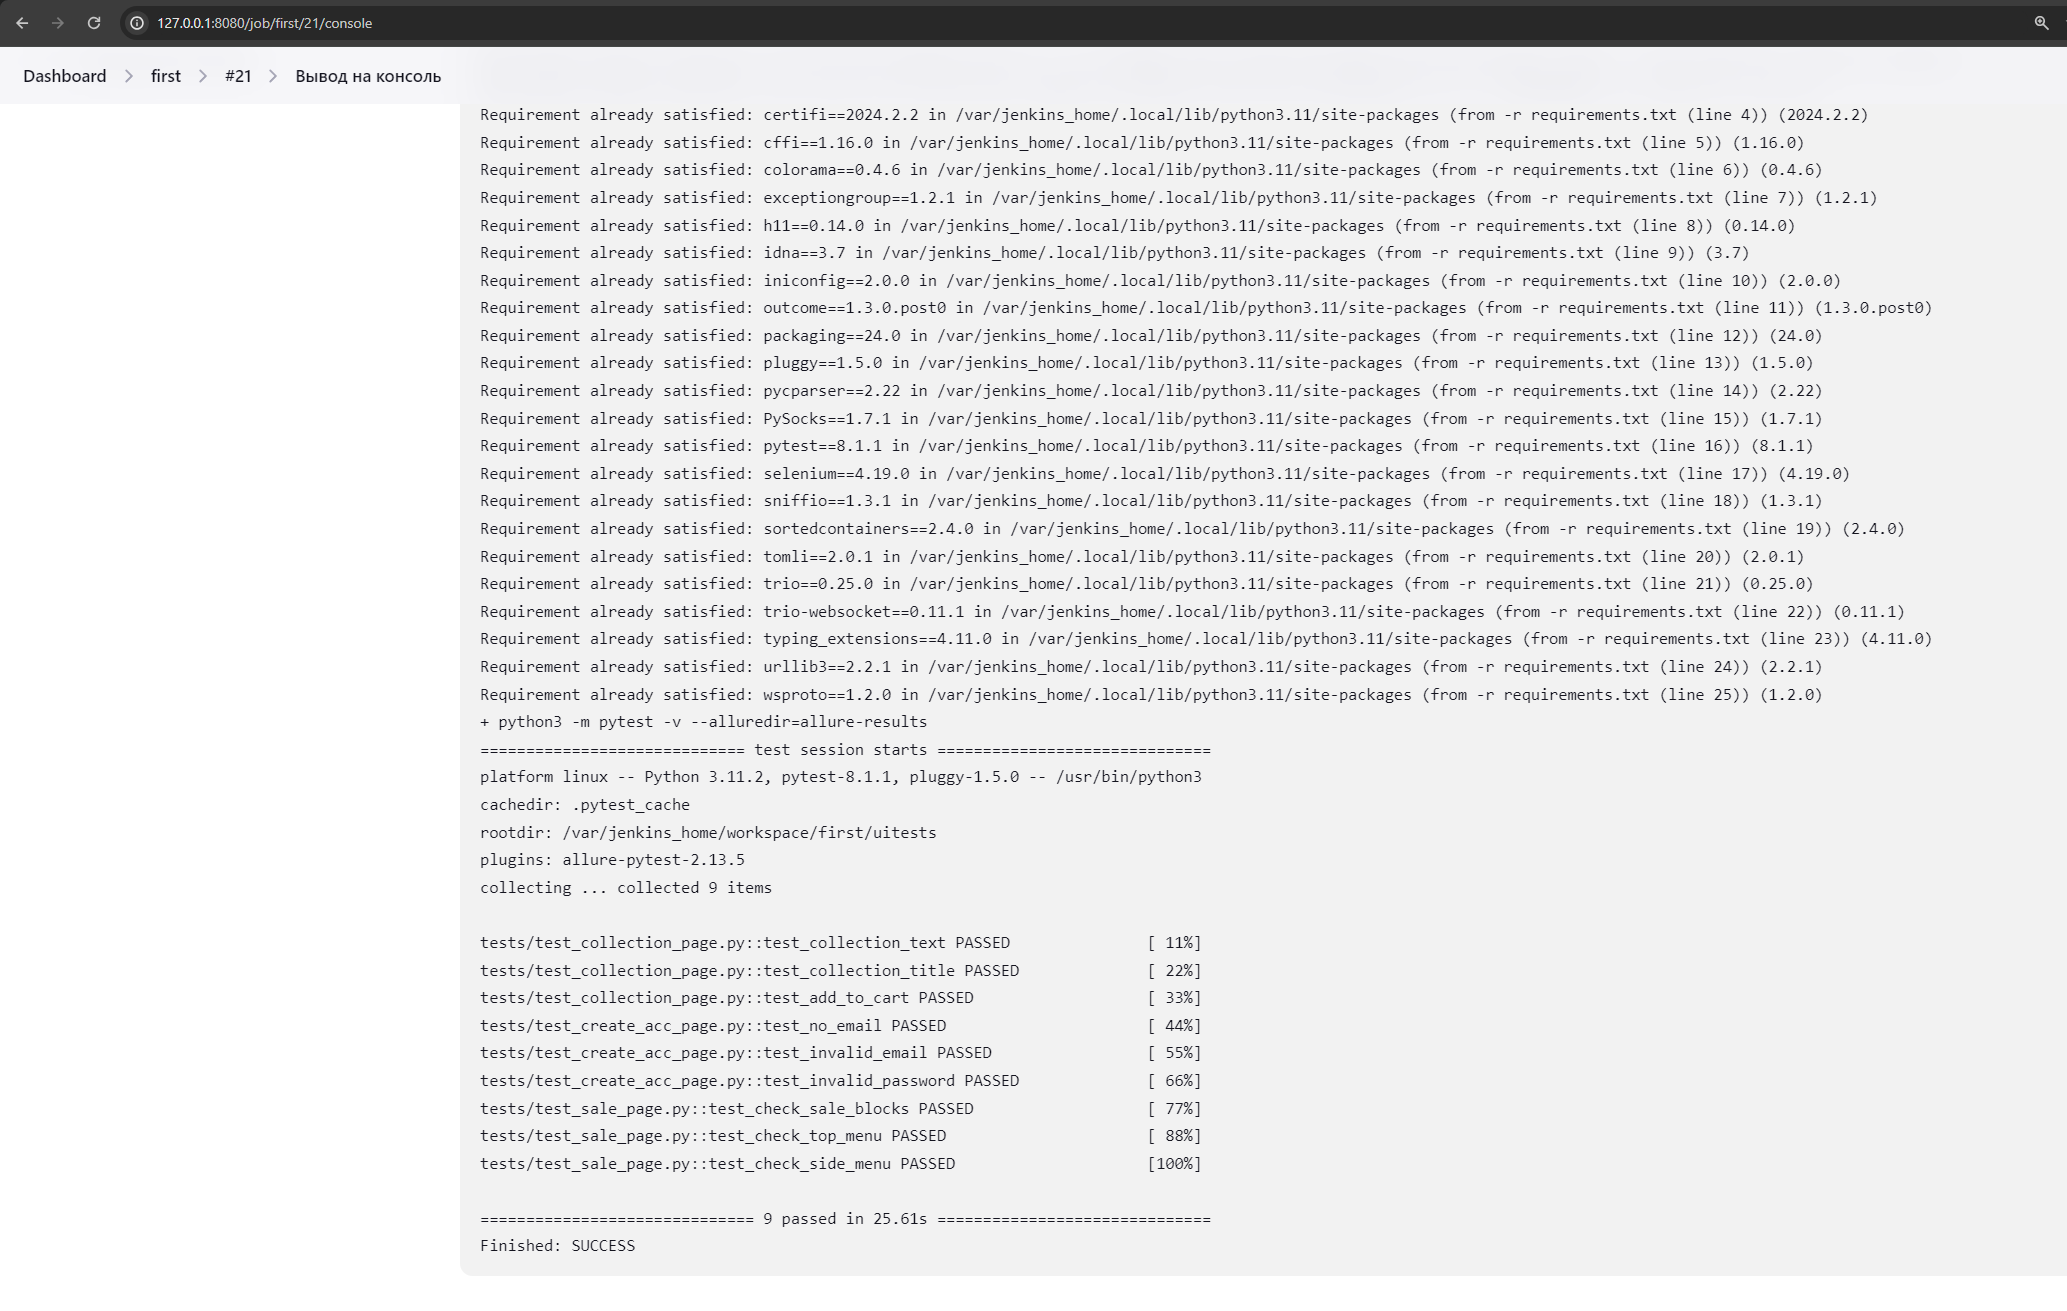 127.0.0.1:8080/job/first/21/console
Dashboard > first > #21 > Вывод на консоль
Requirement already satisfied: certifi==2024.2.2 in /var/jenkins_home/.local/lib/python3.11/site-packages (from -r requirements.txt (line 4)) (2024.2.2)
Requirement already satisfied: cffi==1.16.0 in /var/jenkins_home/.local/lib/python3.11/site-packages (from -r requirements.txt (line 5)) (1.16.0)
Requirement already satisfied: colorama==0.4.6 in /var/jenkins_home/.local/lib/python3.11/site-packages (from -r requirements.txt (line 6)) (0.4.6)
Requirement already satisfied: exceptiongroup==1.2.1 in /var/jenkins_home/.local/lib/python3.11/site-packages (from -r requirements.txt (line 7)) (1.2.1)
Requirement already satisfied: h11==0.14.0 in /var/jenkins_home/.local/lib/python3.11/site-packages (from -r requirements.txt (line 8)) (0.14.0)
Requirement already satisfied: idna==3.7 in /var/jenkins_home/.local/lib/python3.11/site-packages (from -r requirements.txt (line 9)) (3.7)
Requirement already satisfied: iniconfig==2.0.0 in /var/jenkins_home/.local/lib/python3.11/site-packages (from -r requirements.txt (line 10)) (2.0.0)
Requirement already satisfied: outcome==1.3.0.post0 in /var/jenkins_home/.local/lib/python3.11/site-packages (from -r requirements.txt (line 11)) (1.3.0.post0)
Requirement already satisfied: packaging==24.0 in /var/jenkins_home/.local/lib/python3.11/site-packages (from -r requirements.txt (line 12)) (24.0)
Requirement already satisfied: pluggy==1.5.0 in /var/jenkins_home/.local/lib/python3.11/site-packages (from -r requirements.txt (line 13)) (1.5.0)
Requirement already satisfied: pycparser==2.22 in /var/jenkins_home/.local/lib/python3.11/site-packages (from -r requirements.txt (line 14)) (2.22)
Requirement already satisfied: PySocks==1.7.1 in /var/jenkins_home/.local/lib/python3.11/site-packages (from -r requirements.txt (line 15)) (1.7.1)
Requirement already satisfied: pytest==8.1.1 in /var/jenkins_home/.local/lib/python3.11/site-packages (from -r requirements.txt (line 16)) (8.1.1)
Requirement already satisfied: selenium==4.19.0 in /var/jenkins_home/.local/lib/python3.11/site-packages (from -r requirements.txt (line 17)) (4.19.0)
Requirement already satisfied: sniffio==1.3.1 in /var/jenkins_home/.local/lib/python3.11/site-packages (from -r requirements.txt (line 18)) (1.3.1)
Requirement already satisfied: sortedcontainers==2.4.0 in /var/jenkins_home/.local/lib/python3.11/site-packages (from -r requirements.txt (line 19)) (2.4.0)
Requirement already satisfied: tomli==2.0.1 in /var/jenkins_home/.local/lib/python3.11/site-packages (from -r requirements.txt (line 20)) (2.0.1)
Requirement already satisfied: trio==0.25.0 in /var/jenkins_home/.local/lib/python3.11/site-packages (from -r requirements.txt (line 21)) (0.25.0)
Requirement already satisfied: trio-websocket==0.11.1 in /var/jenkins_home/.local/lib/python3.11/site-packages (from -r requirements.txt (line 22)) (0.11.1)
Requirement already satisfied: typing_extensions==4.11.0 in /var/jenkins_home/.local/lib/python3.11/site-packages (from -r requirements.txt (line 23)) (4.11.0)
Requirement already satisfied: urllib3==2.2.1 in /var/jenkins_home/.local/lib/python3.11/site-packages (from -r requirements.txt (line 24)) (2.2.1)
Requirement already satisfied: wsproto==1.2.0 in /var/jenkins_home/.local/lib/python3.11/site-packages (from -r requirements.txt (line 25)) (1.2.0)
+ python3 -m pytest -v --alluredir=allure-results
============================= test session starts ==============================
platform linux -- Python 3.11.2, pytest-8.1.1, pluggy-1.5.0 -- /usr/bin/python3
cachedir: .pytest_cache
rootdir: /var/jenkins_home/workspace/first/uitests
plugins: allure-pytest-2.13.5
collecting ... collected 9 items
tests/test_collection_page.py::test_collection_text PASSED [ 11%]
tests/test_collection_page.py::test_collection_title PASSED [ 22%]
tests/test_collection_page.py::test_add_to_cart PASSED [ 33%]
tests/test_create_acc_page.py::test_no_email PASSED [ 44%]
tests/test_create_acc_page.py::test_invalid_email PASSED [ 55%]
tests/test_create_acc_page.py::test_invalid_password PASSED [ 66%]
tests/test_sale_page.py::test_check_sale_blocks PASSED [ 77%]
tests/test_sale_page.py::test_check_top_menu PASSED [ 88%]
tests/test_sale_page.py::test_check_side_menu PASSED [100%]
============================== 9 passed in 25.61s ==============================
Finished: SUCCESS